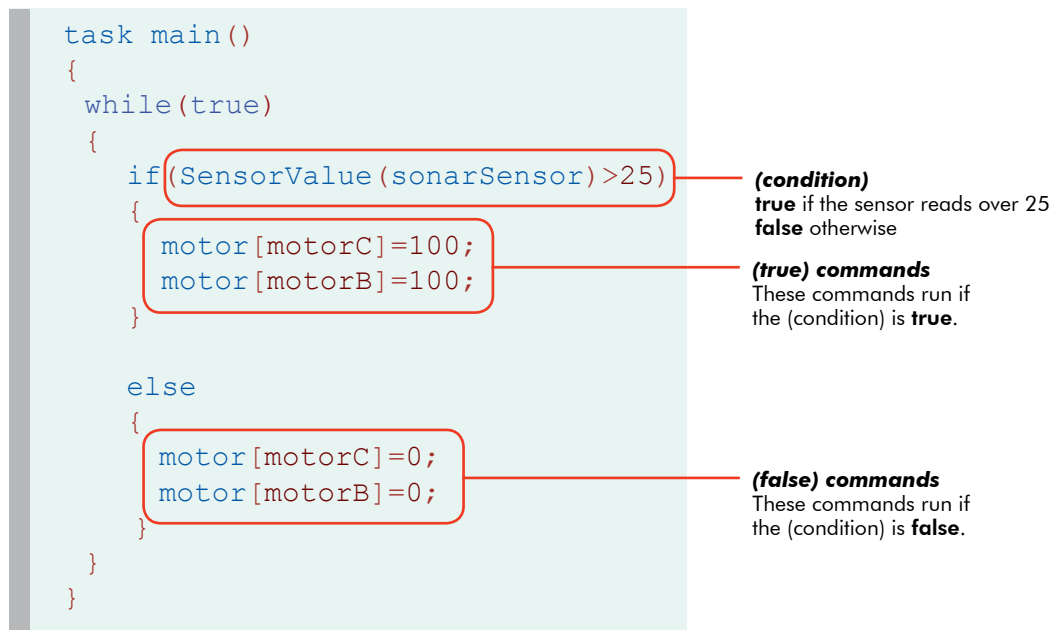 task main()
{
while(true)
{
if(SensorValue(sonarSensor)>25)
{
motor[motorC]=100;
motor[motorB]=100;
}
else
{
motor[motorC]=0;
motor[motorB]=0;
}
}
}
(condition)
true if the sensor reads over 25
false otherwise
(true) commands
These commands run if
the (condition) is true.
(false) commands
These commands run if
the (condition) is false.